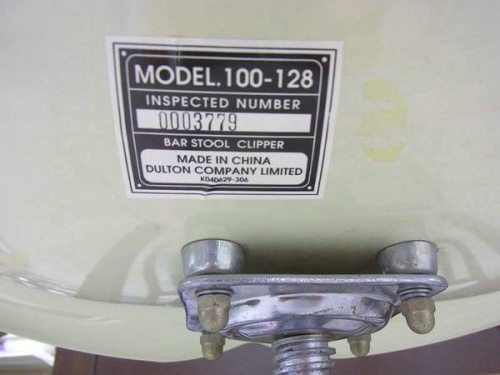 MODEL.100-128
INSPECTED NUMBER
0003779
BAR STOOL CLIPPER
MADE IN CHINA
DULTON COMPANY LIMITED
K040629-306